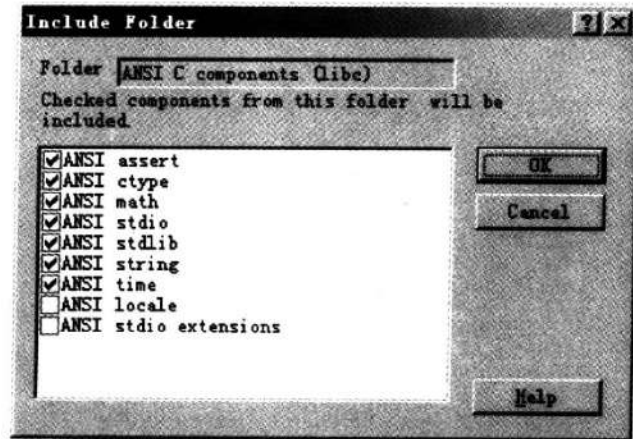 Include Folder
Folder ANSI C components (libc)
Checked components from this folder will be
included
ANSI assert
ANSI ctype
ANSI math
ANSI stdio
ANSI stdlib
ANSI string
ANSI time
ANSI locale
ANSI stdio extensions
OK
Cancel
Help